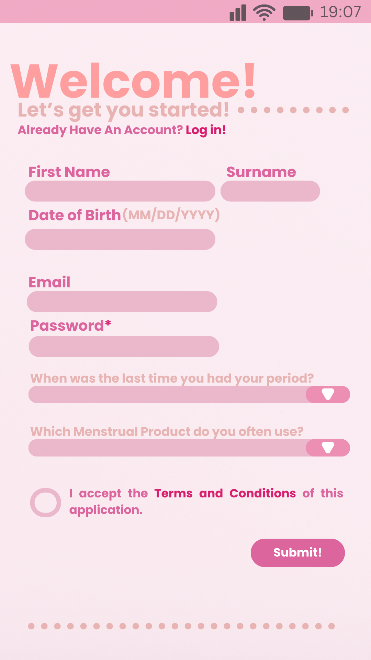 19:07
Welcome!
Let's get you started!
Already Have An Account? Log in!
First Name Surname
Date of Birth (MM/DD/YYYY)
Email
Password*
When was the last time you had your period?
Which Menstrual Product do you often use?
I accept the Terms and Conditions of this
application.
Submit!